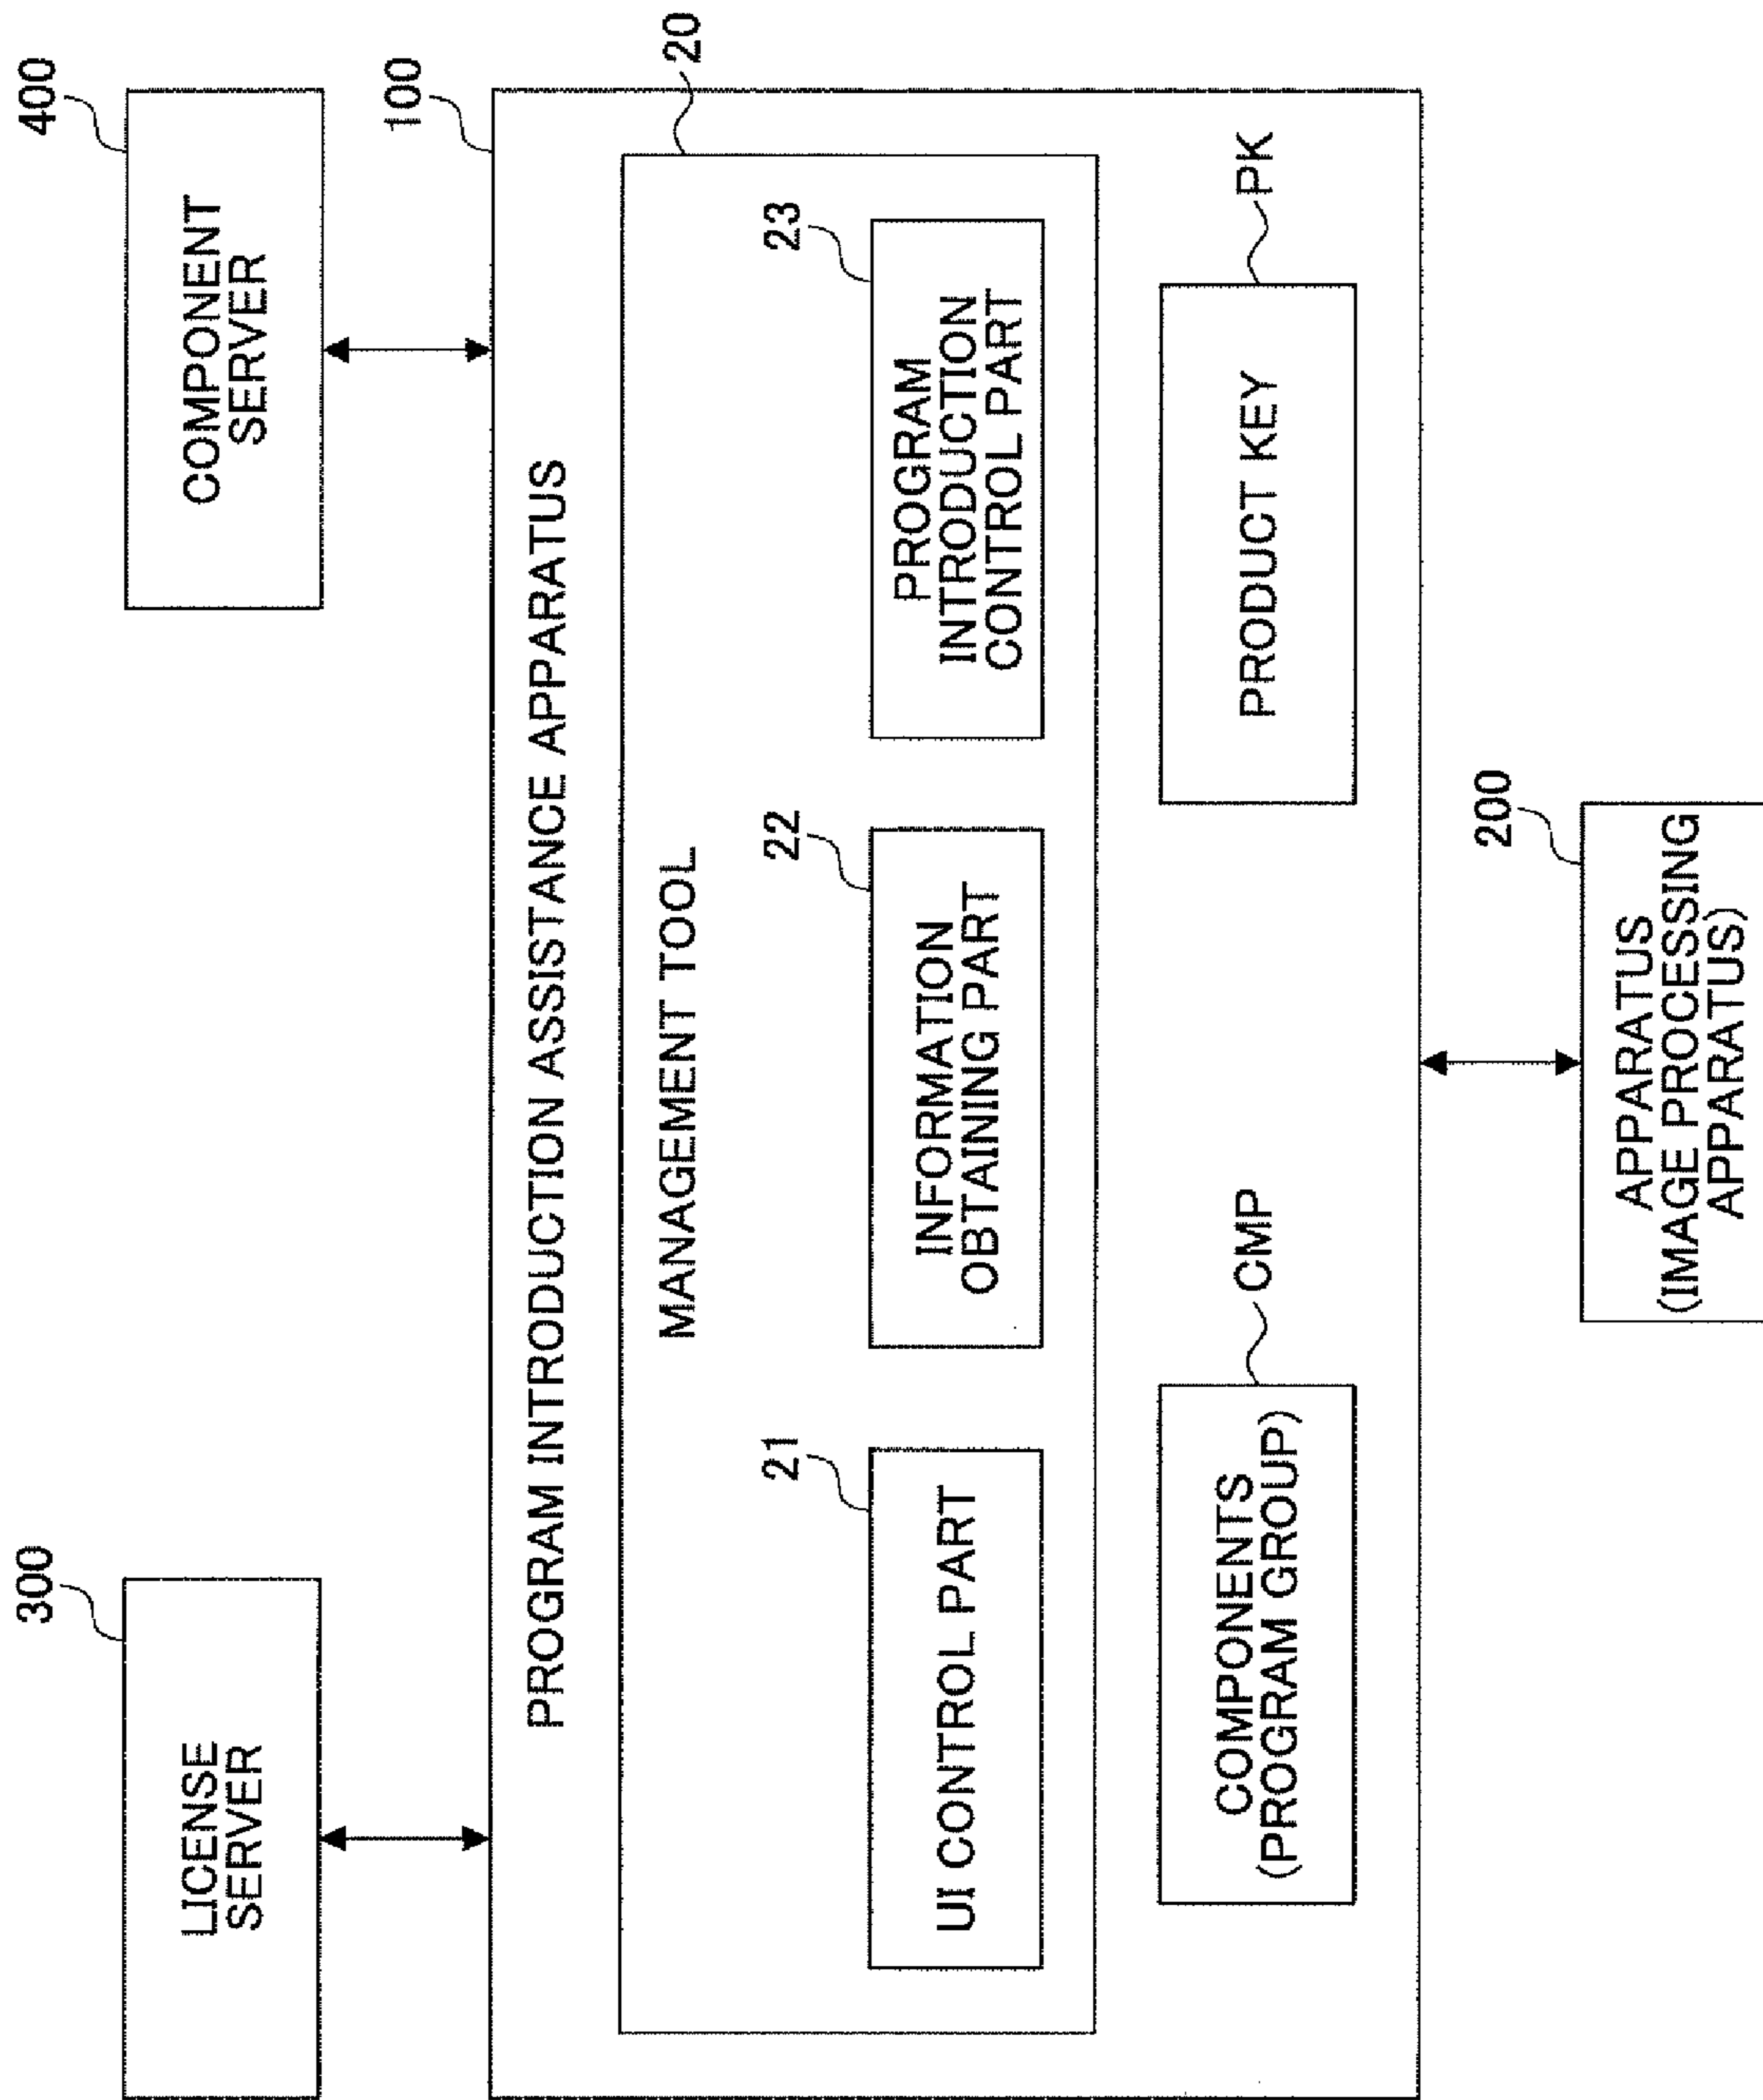 300
LICENSE
SERVER
400
COMPONENT
SERVER
100
PROGRAM INTRODUCTION ASSISTANCE APPARATUS
20
MANAGEMENT TOOL
21
UI CONTROL PART
22
INFORMATION
OBTAINING PART
23
PROGRAM
INTRODUCTION
CONTROL PART
CMP
COMPONENTS
(PROGRAM GROUP)
PK
PRODUCT KEY
200
APPARATUS
(IMAGE PROCESSING
APPARATUS)